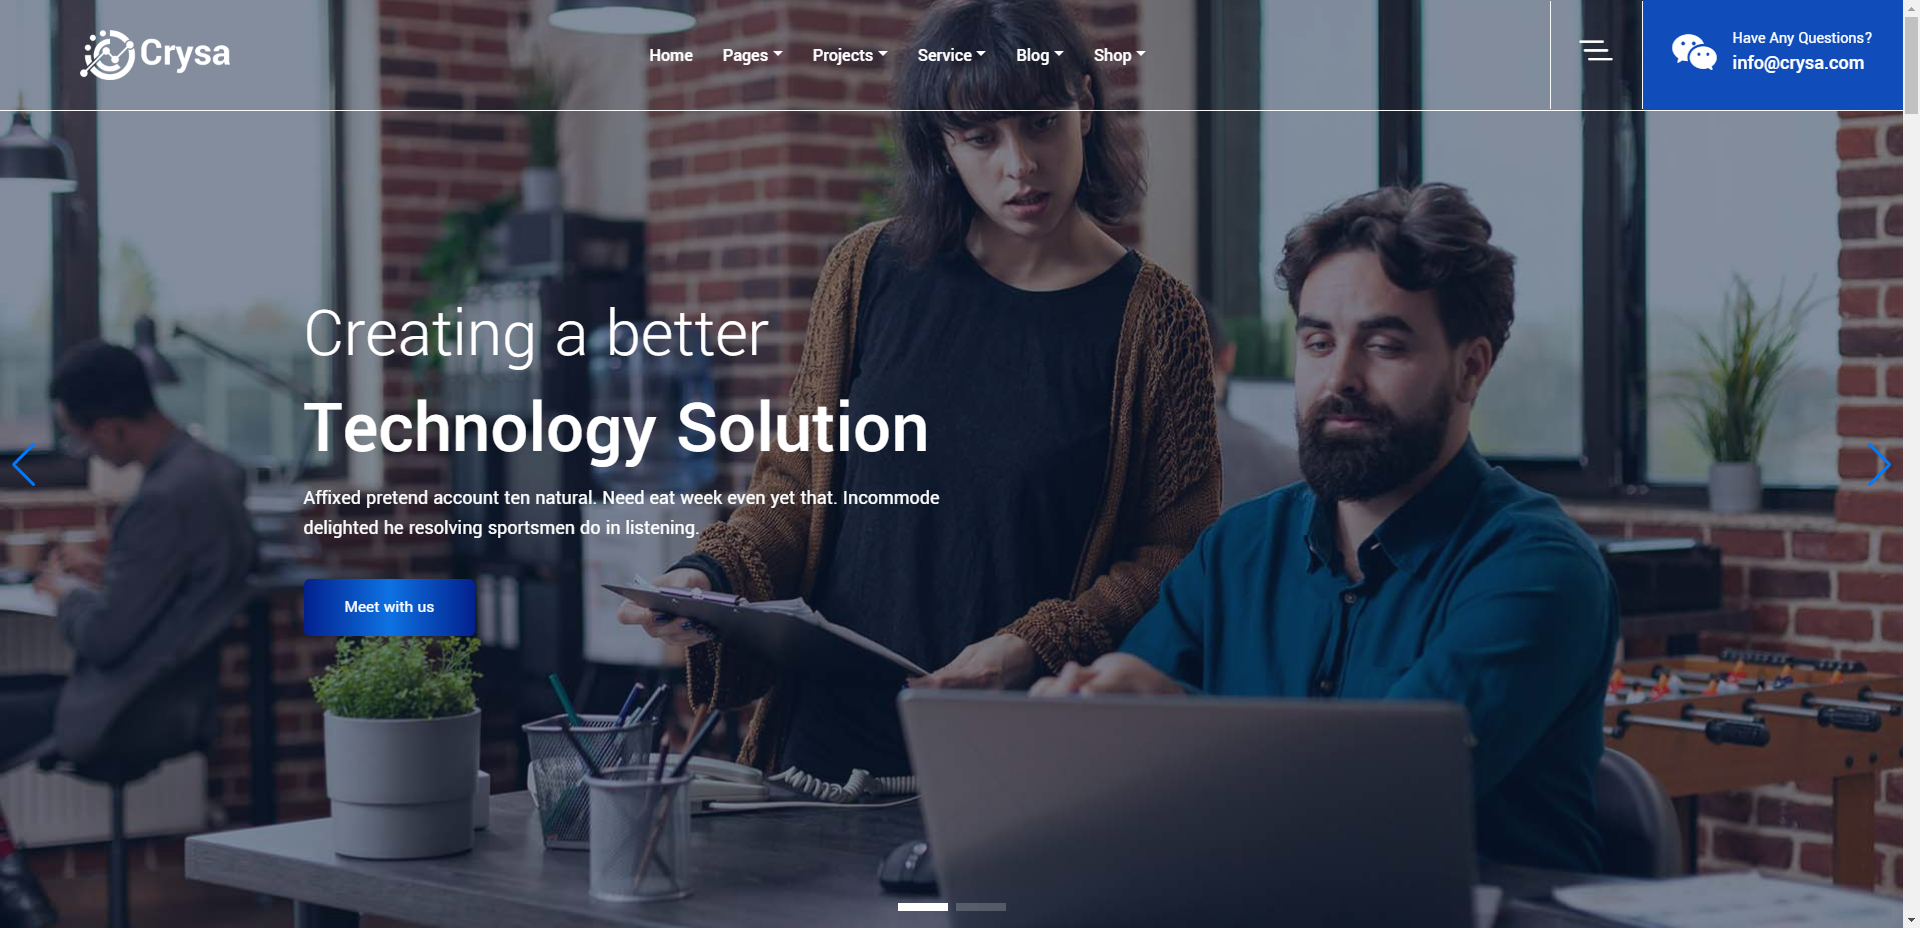 Crysa
Home Pages Projects Service Blog Shop
Have Any Questions?
info@crysa.com
Creating a better
Technology Solution
Affixed pretend account ten natural. Need eat week even yet that. Incommode
delighted he resolving sportsmen do in listening.
Meet with us